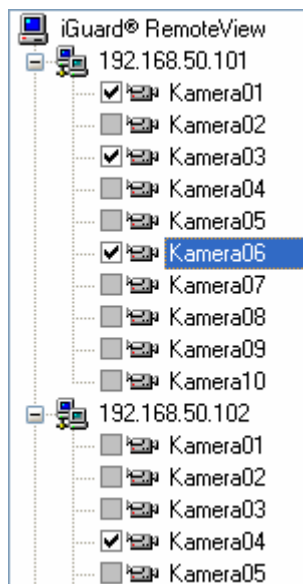 iGuard® RemoteView
192.168.50.101
Kamera01
Kamera02
Kamera03
Kamera04
Kamera05
Kamera06
Kamera07
Kamera08
Kamera09
Kamera10
192.168.50.102
Kamera01
Kamera02
Kamera03
Kamera04
Kamera05